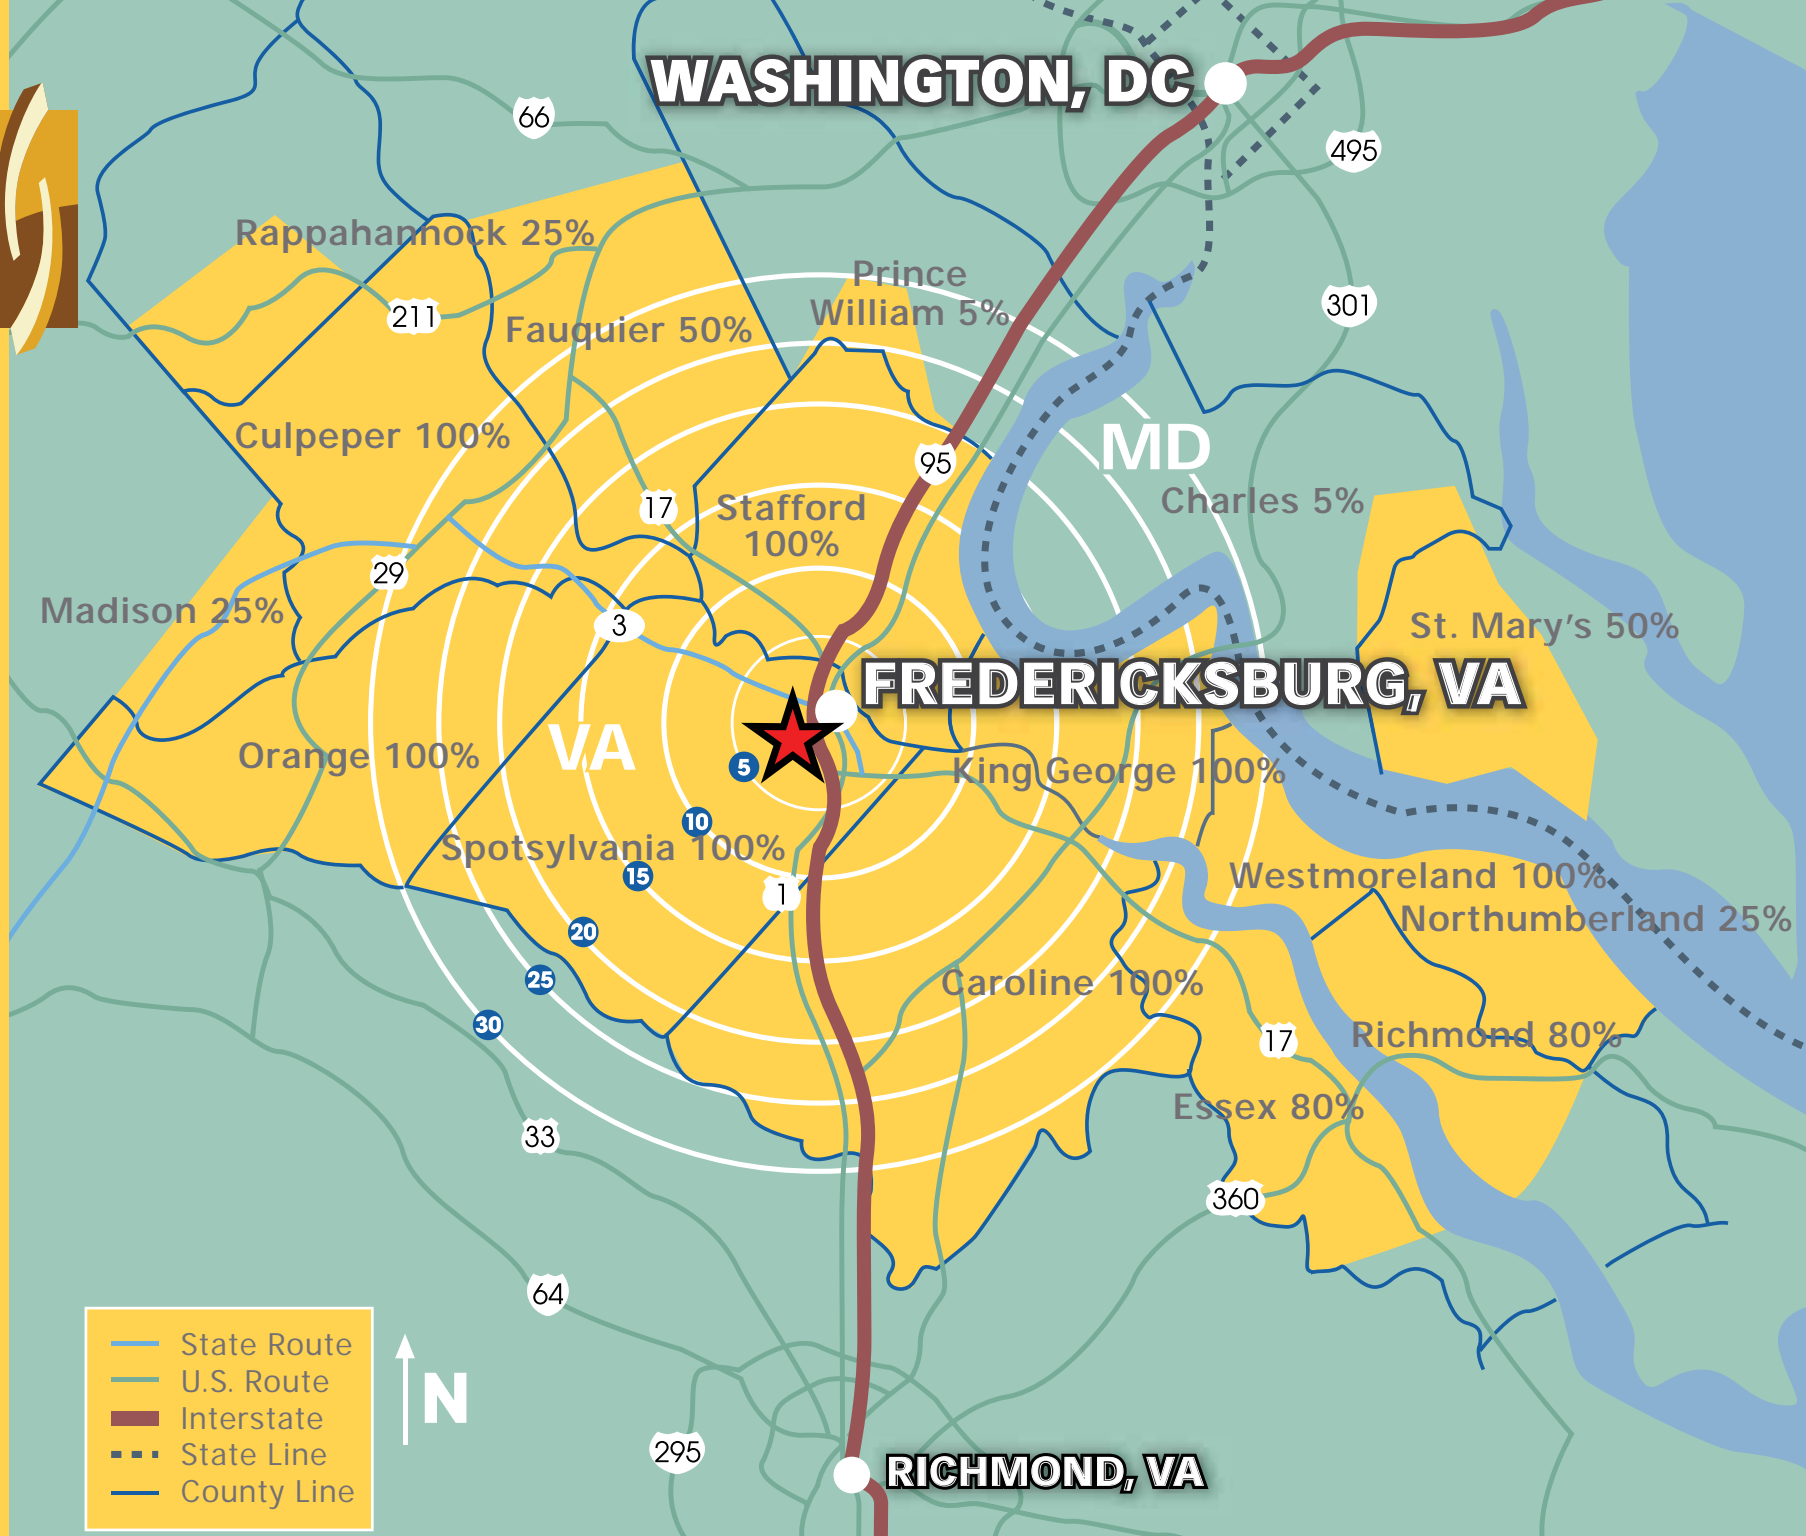 WASHINGTON, DC
66
495
Rappahannock 25%
Prince
William 5%
301
211
Fauquier 50%
Culpeper 100%
MD
95
Charles 5%
17
Stafford
100%
29
Madison 25%
3
St. Mary's 50%
FREDERICKSBURG, VA
VA
Orange 100%
5
King George 100%
10
Spotsylvania 100%
15
1
Westmoreland 100%
Northumberland 25%
20
25
Caroline 100%
30
17
Richmond 80%
Essex 80%
33
360
64
State Route
U.S. Route
Interstate
State Line
County Line
N
295
RICHMOND, VA